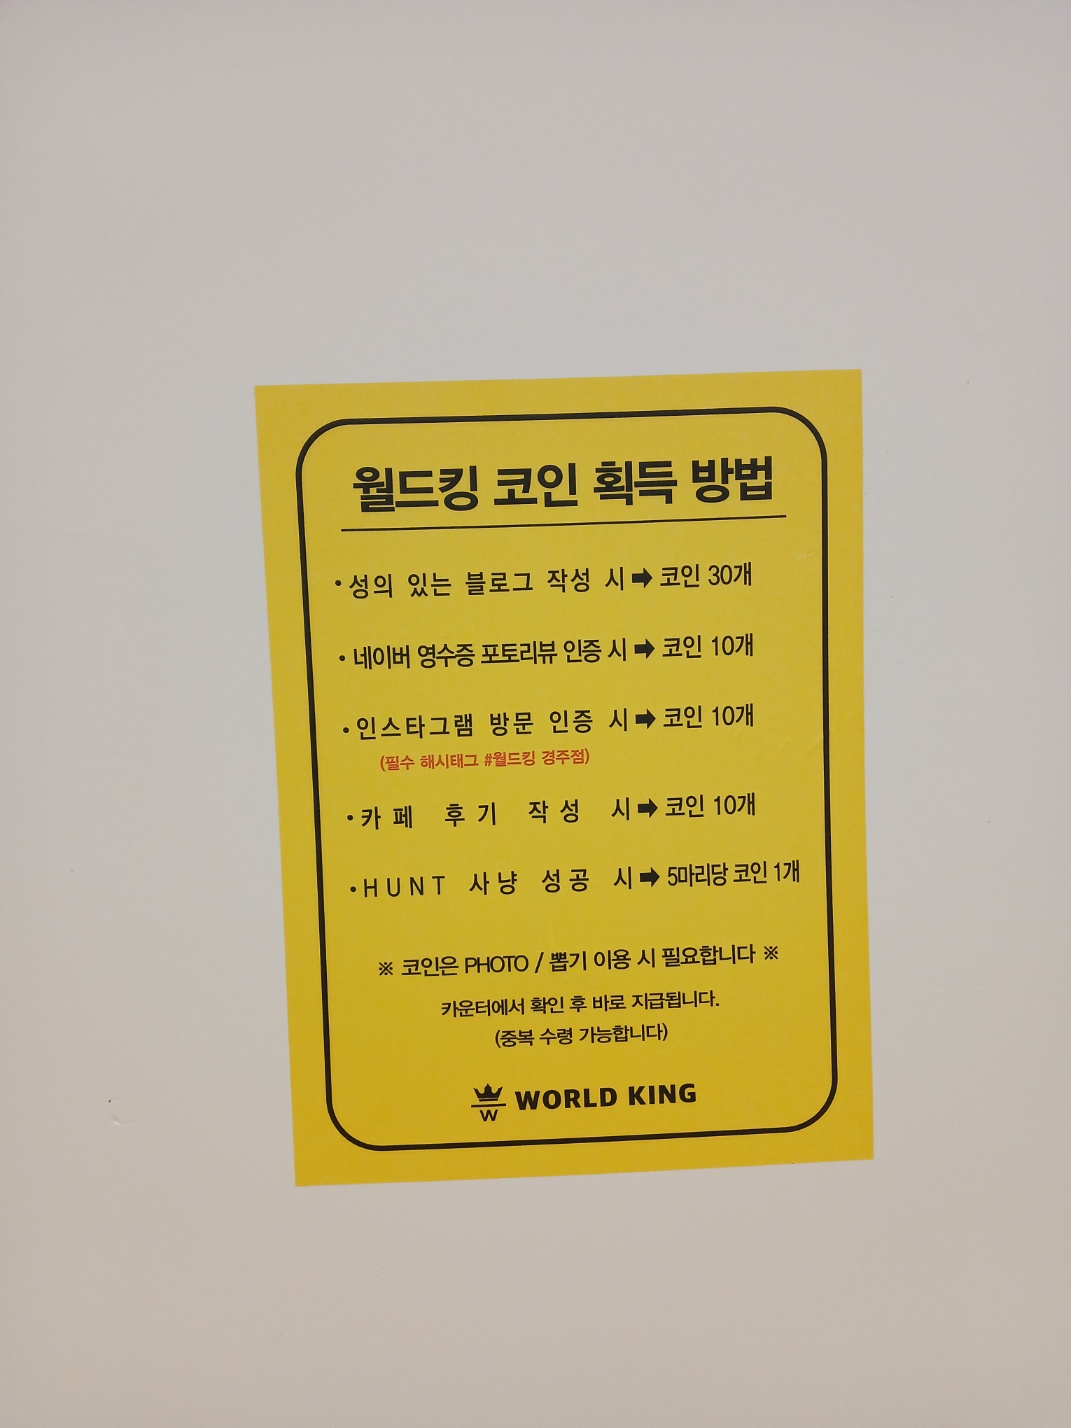 월드킹 코인 획득 방법
• 성의 있는 블로그 작성 시 ➡ 코인 30개
• 네이버 영수증 포토리뷰 인증 시 ➡ 코인 10개
• 인스타그램 방문 인증 시 ➡ 코인 10개
(필수 해시태그 #월드킹 경주점)
• 카페 후기 작성 시 ➡ 코인 10개
• HUNT 사냥 성공 시 ➡ 5마리당 코인 1개
※ 코인은 PHOTO / 뽑기 이용 시 필요합니다 ※
카운터에서 확인 후 바로 지급됩니다.
(중복 수령 가능합니다)
W WORLD KING